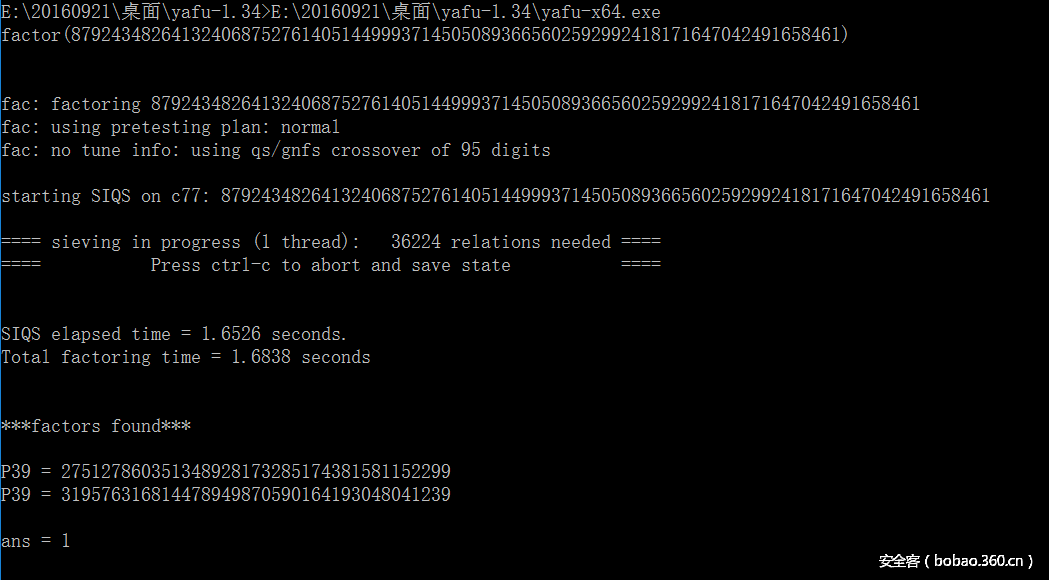 E:\20160921\桌面\yafu-1.34>E:\20160921\桌面\yafu-1.34\yafu-x64.exe
factor(87924348264132406875276140514499937145050893665602592992418171647042491658461)
fac: factoring 87924348264132406875276140514499937145050893665602592992418171647042491658461
fac: using pretesting plan: normal
fac: no tune info: using qs/gnfs crossover of 95 digits
starting SIQS on c77: 87924348264132406875276140514499937145050893665602592992418171647042491658461
==== sieving in progress (1 thread):   36224 relations needed ====
====           Press ctrl-c to abort and save state           ====
SIQS elapsed time = 1.6526 seconds.
Total factoring time = 1.6838 seconds
***factors found***
P39 = 275127860351348928173285174381581152299
P39 = 319576316814478949870590164193048041239
ans = 1
安全客 ( bobao.360.cn )